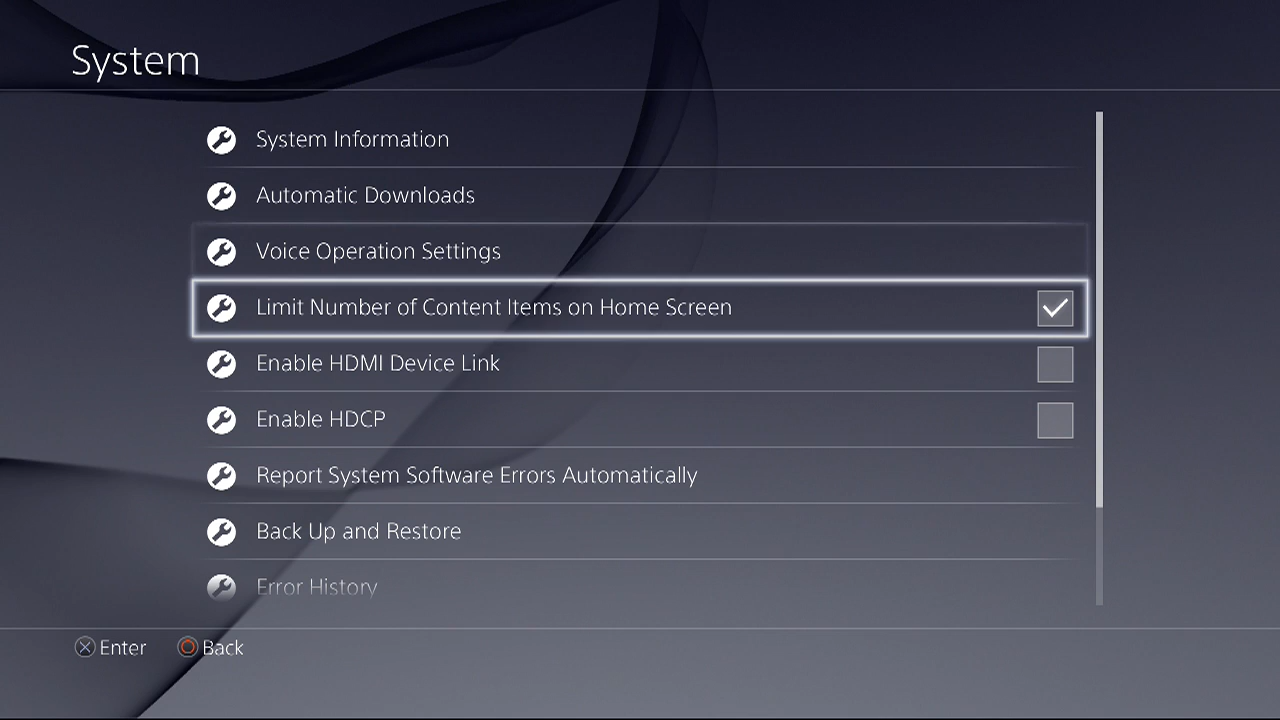 System
System Information
Automatic Downloads
Voice Operation Settings
Limit Number of Content Items on Home Screen
Enable HDMI Device Link
Enable HDCP
Report System Software Errors Automatically
Back Up and Restore
Error History
Enter Back